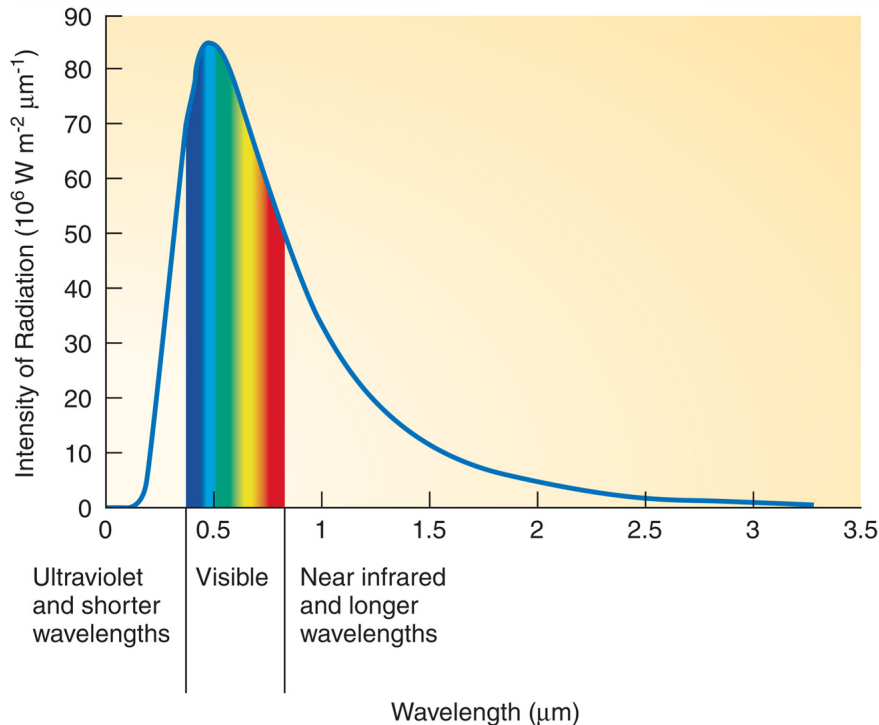 Intensity of Radiation (10⁶ W m⁻² μm⁻¹)
90
80
70
60
50
40
30
20
10
0
0
0.5
1
1.5
2
2.5
3
3.5
Ultraviolet
and shorter
wavelengths
Visible
Near infrared
and longer
wavelengths
Wavelength (μm)